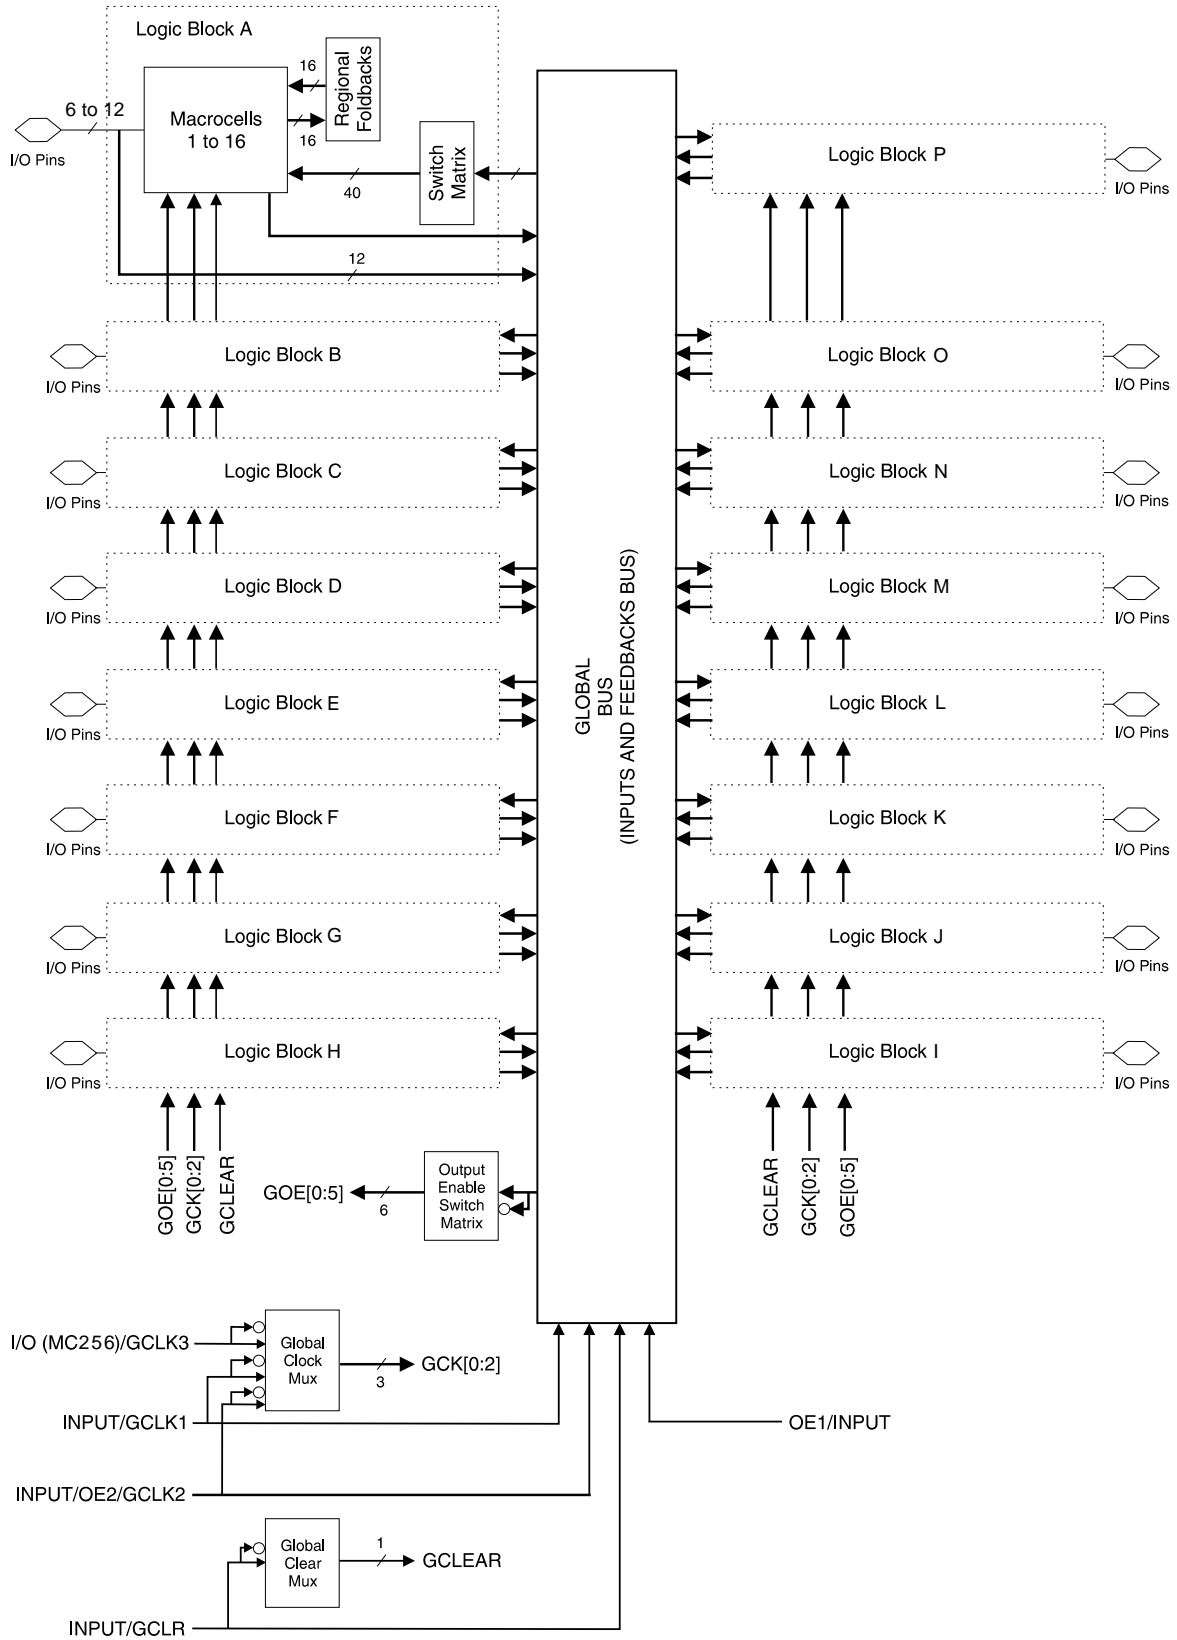 Logic Block A
Regional
Foldbacks
16
16
Macrocells
1 to 16
6 to 12
I/O Pins
Switch
Matrix
40
12
Logic Block P
I/O Pins
Logic Block B
I/O Pins
Logic Block O
I/O Pins
Logic Block C
I/O Pins
Logic Block N
I/O Pins
Logic Block D
I/O Pins
Logic Block M
I/O Pins
GLOBAL
BUS
(INPUTS AND FEEDBACKS BUS)
Logic Block E
I/O Pins
Logic Block L
I/O Pins
Logic Block F
I/O Pins
Logic Block K
I/O Pins
Logic Block G
I/O Pins
Logic Block J
I/O Pins
Logic Block H
I/O Pins
Logic Block I
I/O Pins
GOE[0:5]
GCK[0:2]
GCLEAR
GCLEAR
GCK[0:2]
GOE[0:5]
GOE[0:5]
6
Output
Enable
Switch
Matrix
I/O (MC256)/GCLK3
Global
Clock
Mux
3
GCK[0:2]
INPUT/GCLK1
OE1/INPUT
INPUT/OE2/GCLK2
Global
Clear
Mux
1
GCLEAR
INPUT/GCLR